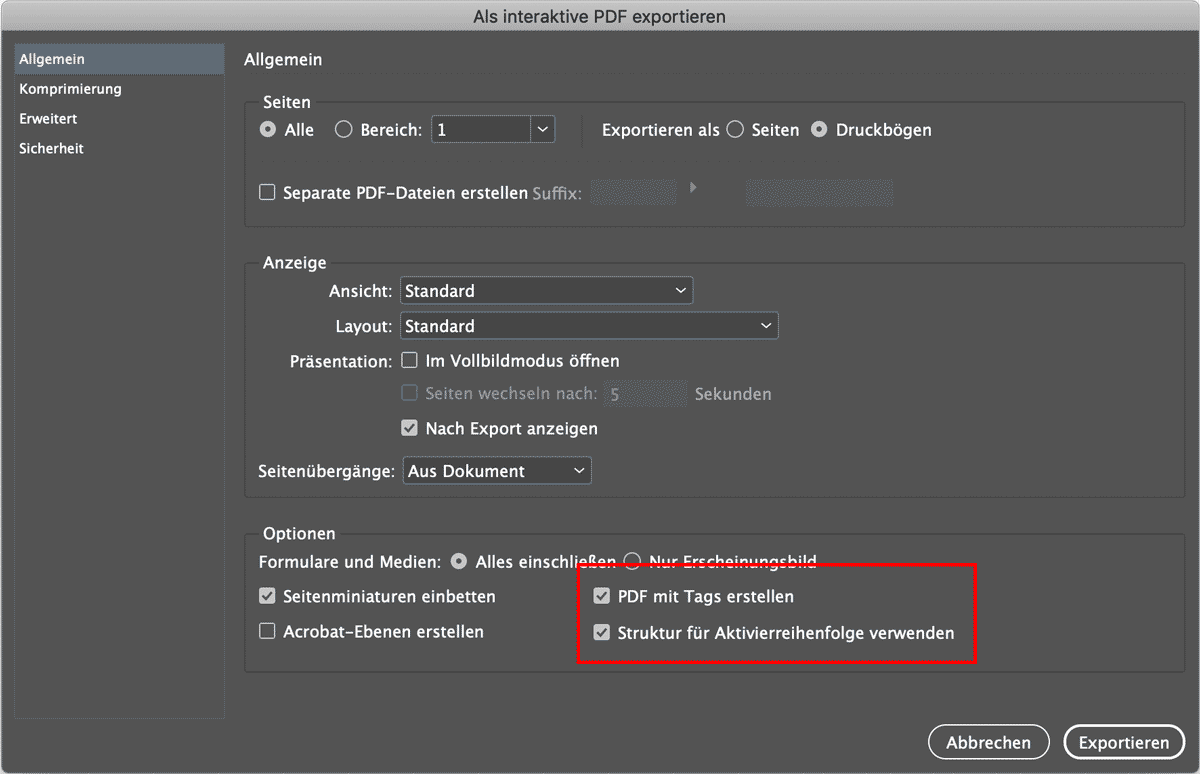 Als interaktive PDF exportieren
Allgemein
Komprimierung
Erweitert
Sicherheit
Allgemein
Seiten
Alle Bereich: 1 Exportieren als Seiten Druckbögen
Separate PDF-Dateien erstellen Suffix:
Anzeige
Ansicht: Standard
Layout: Standard
Präsentation: Im Vollbildmodus öffnen
Seiten wechseln nach: 5 Sekunden
Nach Export anzeigen
Seitenübergänge: Aus Dokument
Optionen
Formulare und Medien: Alles einschließen Nur Erscheinungsbild
Seitenminiaturen einbetten PDF mit Tags erstellen
Acrobat-Ebenen erstellen Struktur für Aktivierreihenfolge verwenden
Abbrechen Exportieren